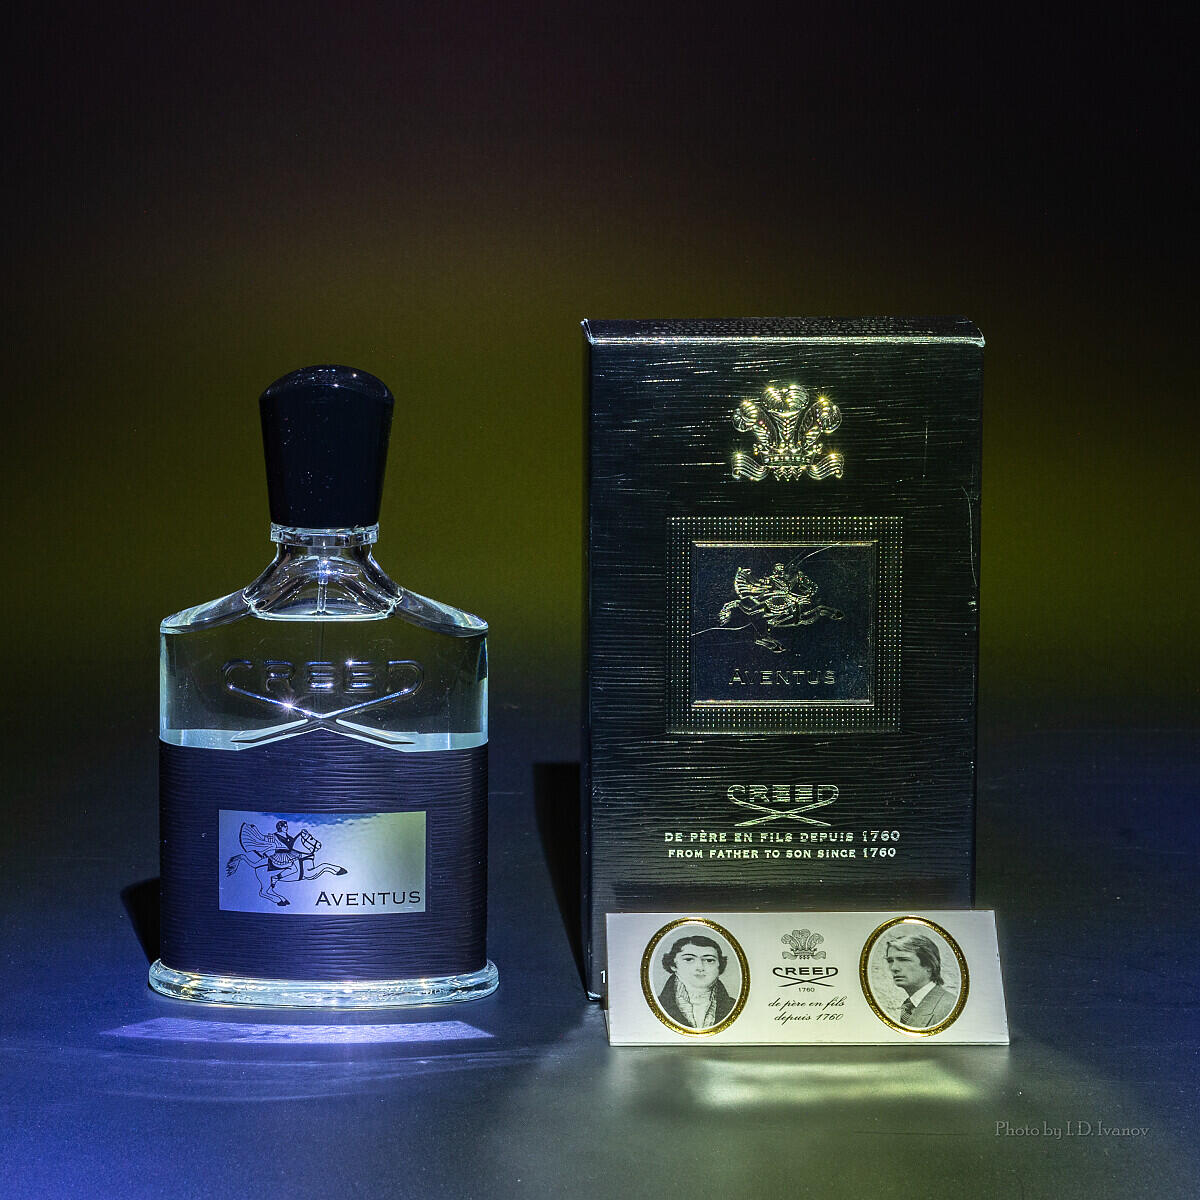 CREED
AVENTUS
AVENTUS
CREED
DE PÈRE EN FILS DEPUIS 1760
FROM FATHER TO SON SINCE 1760
CREED
1760
de père en fils
depuis 1760
Photo by I.D. Ivanov